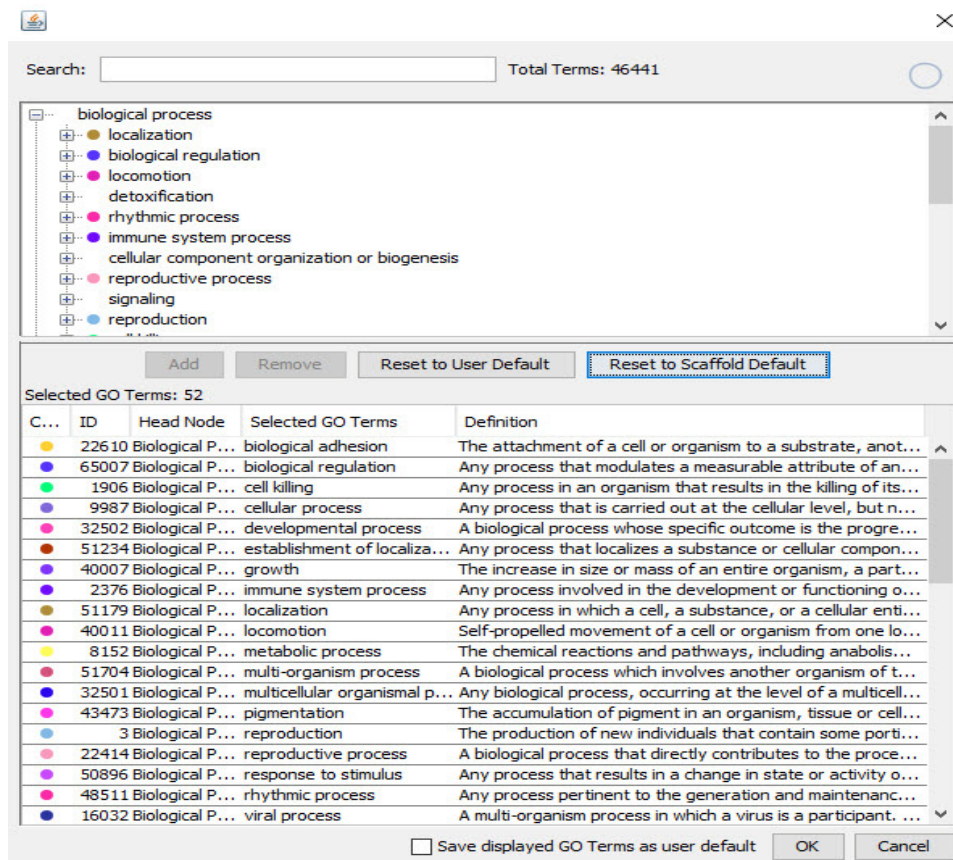 Search:
Total Terms: 46441
biological process
localization
biological regulation
locomotion
detoxification
rhythmic process
immune system process
cellular component organization or biogenesis
reproductive process
signaling
reproduction
Add Remove Reset to User Default Reset to Scaffold Default
Selected GO Terms: 52
C... ID Head Node Selected GO Terms Definition
22610 Biological P... biological adhesion The attachment of a cell or organism to a substrate, anot...
65007 Biological P... biological regulation Any process that modulates a measurable attribute of an...
1906 Biological P... cell killing Any process in an organism that results in the killing of its...
9987 Biological P... cellular process Any process that is carried out at the cellular level, but n...
32502 Biological P... developmental process A biological process whose specific outcome is the progre...
51234 Biological P... establishment of localiza... Any process that localizes a substance or cellular compon...
40007 Biological P... growth The increase in size or mass of an entire organism, a part...
2376 Biological P... immune system process Any process involved in the development or functioning o...
51179 Biological P... localization Any process in which a cell, a substance, or a cellular enti...
40011 Biological P... locomotion Self-propelled movement of a cell or organism from one lo...
8152 Biological P... metabolic process The chemical reactions and pathways, including anabolis...
51704 Biological P... multi-organism process A biological process which involves another organism of t...
32501 Biological P... multicellular organismal p... Any biological process, occurring at the level of a multicell...
43473 Biological P... pigmentation The accumulation of pigment in an organism, tissue or cell...
3 Biological P... reproduction The production of new individuals that contain some porti...
22414 Biological P... reproductive process A biological process that directly contributes to the proce...
50896 Biological P... response to stimulus Any process that results in a change in state or activity o...
48511 Biological P... rhythmic process Any process pertinent to the generation and maintenanc...
16032 Biological P... viral process A multi-organism process in which a virus is a participant. ...
Save displayed GO Terms as user default OK Cancel